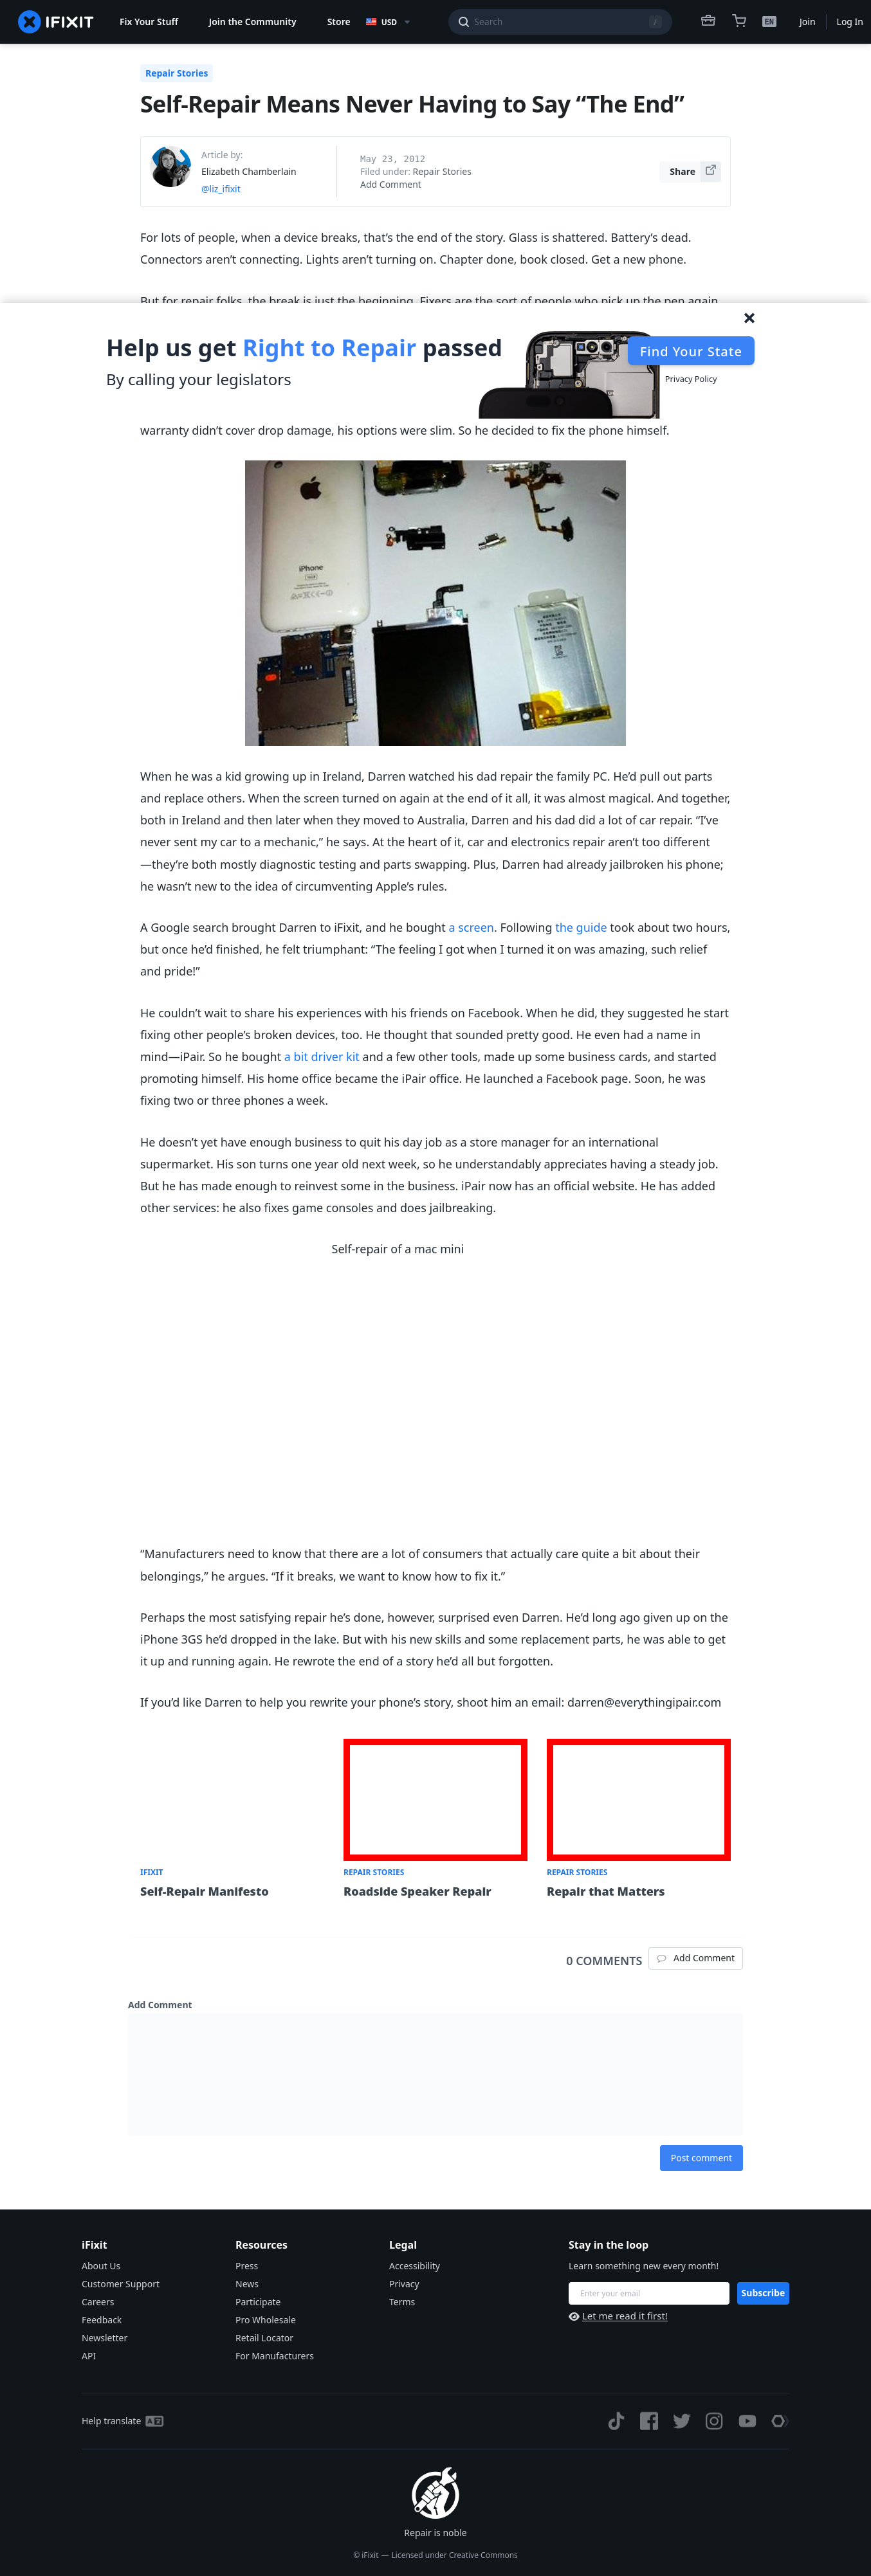 IFIXIT
Fix Your Stuff
Join the Community
Store
USD
Search
/
EN
Join
Log In
Repair Stories
Self-Repair Means Never Having to Say “The End”
Article by:
Elizabeth Chamberlain
@liz_ifixit
May 23, 2012
Filed under: Repair Stories
Add Comment
Share
For lots of people, when a device breaks, that’s the end of the story. Glass is shattered. Battery’s dead.
Connectors aren’t connecting. Lights aren’t turning on. Chapter done, book closed. Get a new phone.
But for repair folks, the break is just the beginning. Fixers are the sort of people who pick up the pen again
Help us get Right to Repair passed
By calling your legislators
Find Your State
Privacy Policy
warranty didn’t cover drop damage, his options were slim. So he decided to fix the phone himself.
iPhone
When he was a kid growing up in Ireland, Darren watched his dad repair the family PC. He’d pull out parts
and replace others. When the screen turned on again at the end of it all, it was almost magical. And together,
both in Ireland and then later when they moved to Australia, Darren and his dad did a lot of car repair. “I’ve
never sent my car to a mechanic,” he says. At the heart of it, car and electronics repair aren’t too different
—they’re both mostly diagnostic testing and parts swapping. Plus, Darren had already jailbroken his phone;
he wasn’t new to the idea of circumventing Apple’s rules.
A Google search brought Darren to iFixit, and he bought a screen. Following the guide took about two hours,
but once he’d finished, he felt triumphant: “The feeling I got when I turned it on was amazing, such relief
and pride!”
He couldn’t wait to share his experiences with his friends on Facebook. When he did, they suggested he start
fixing other people’s broken devices, too. He thought that sounded pretty good. He even had a name in
mind—iPair. So he bought a bit driver kit and a few other tools, made up some business cards, and started
promoting himself. His home office became the iPair office. He launched a Facebook page. Soon, he was
fixing two or three phones a week.
He doesn’t yet have enough business to quit his day job as a store manager for an international
supermarket. His son turns one year old next week, so he understandably appreciates having a steady job.
But he has made enough to reinvest some in the business. iPair now has an official website. He has added
other services: he also fixes game consoles and does jailbreaking.
Self-repair of a mac mini
“Manufacturers need to know that there are a lot of consumers that actually care quite a bit about their
belongings,” he argues. “If it breaks, we want to know how to fix it.”
Perhaps the most satisfying repair he’s done, however, surprised even Darren. He’d long ago given up on the
iPhone 3GS he’d dropped in the lake. But with his new skills and some replacement parts, he was able to get
it up and running again. He rewrote the end of a story he’d all but forgotten.
If you’d like Darren to help you rewrite your phone’s story, shoot him an email: darren@everythingipair.com
IFIXIT
Self-Repair Manifesto
REPAIR STORIES
Roadside Speaker Repair
REPAIR STORIES
Repair that Matters
0 COMMENTS
Add Comment
Add Comment
Post comment
iFixit
About Us
Customer Support
Careers
Feedback
Newsletter
API
Resources
Press
News
Participate
Pro Wholesale
Retail Locator
For Manufacturers
Legal
Accessibility
Privacy
Terms
Stay in the loop
Learn something new every month!
Enter your email
Subscribe
Let me read it first!
Help translate
Repair is noble
© iFixit — Licensed under Creative Commons